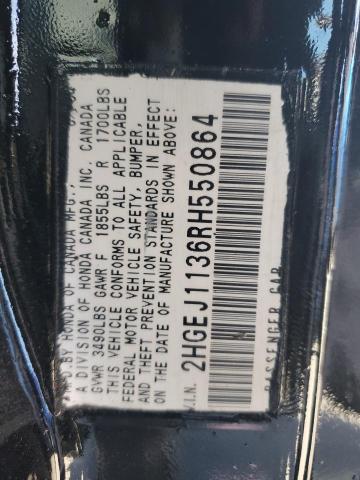 BY HONDA OF CANADA MFG.,
A DIVISION OF HONDA CANADA INC. CANADA
GVWR 3490LBS GAWR F 1855LBS R 1700LBS
THIS VEHICLE CONFORMS TO ALL APPLICABLE
FEDERAL MOTOR VEHICLE SAFETY, BUMPER,
AND THEFT PREVENTION STANDARDS IN EFFECT
ON THE DATE OF MANUFACTURE SHOWN ABOVE:
V.I.N. 2HGEJ1136RH550864
PASSENGER CAR